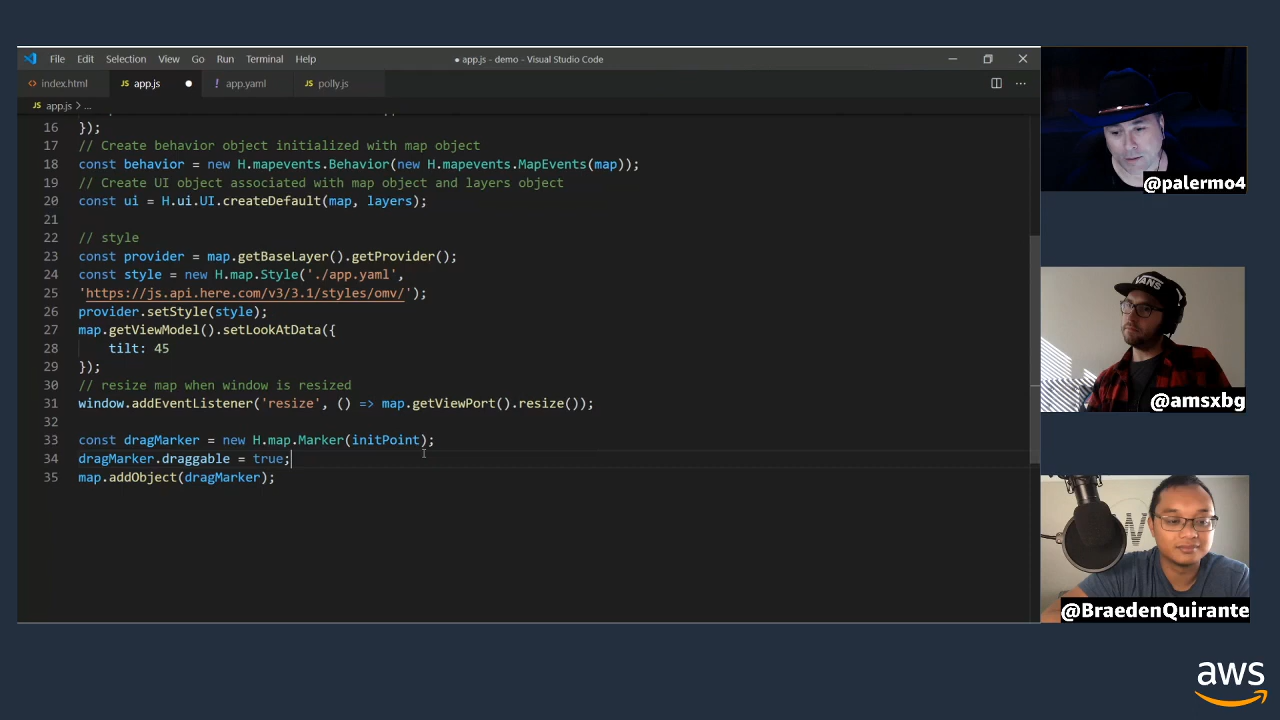 File Edit Selection View Go Run Terminal Help
● app.js - demo - Visual Studio Code
index.html
JS app.js
! app.yaml
JS polly.js
JS app.js > ...
16 });
17 // Create behavior object initialized with map object
18 const behavior = new H.mapevents.Behavior(new H.mapevents.MapEvents(map));
19 // Create UI object associated with map object and layers object
20 const ui = H.ui.UI.createDefault(map, layers);
21
22 // style
23 const provider = map.getBaseLayer().getProvider();
24 const style = new H.map.Style('./app.yaml',
25 'https://js.api.here.com/v3/3.1/styles/omv/');
26 provider.setStyle(style);
27 map.getViewModel().setLookAtData({
28 tilt: 45
29 });
30 // resize map when window is resized
31 window.addEventListener('resize', () => map.getViewPort().resize());
32
33 const dragMarker = new H.map.Marker(initPoint);
34 dragMarker.draggable = true;
35 map.addObject(dragMarker);
@palermo4
VANS
@amsxbg
@BraedenQuirante
aws